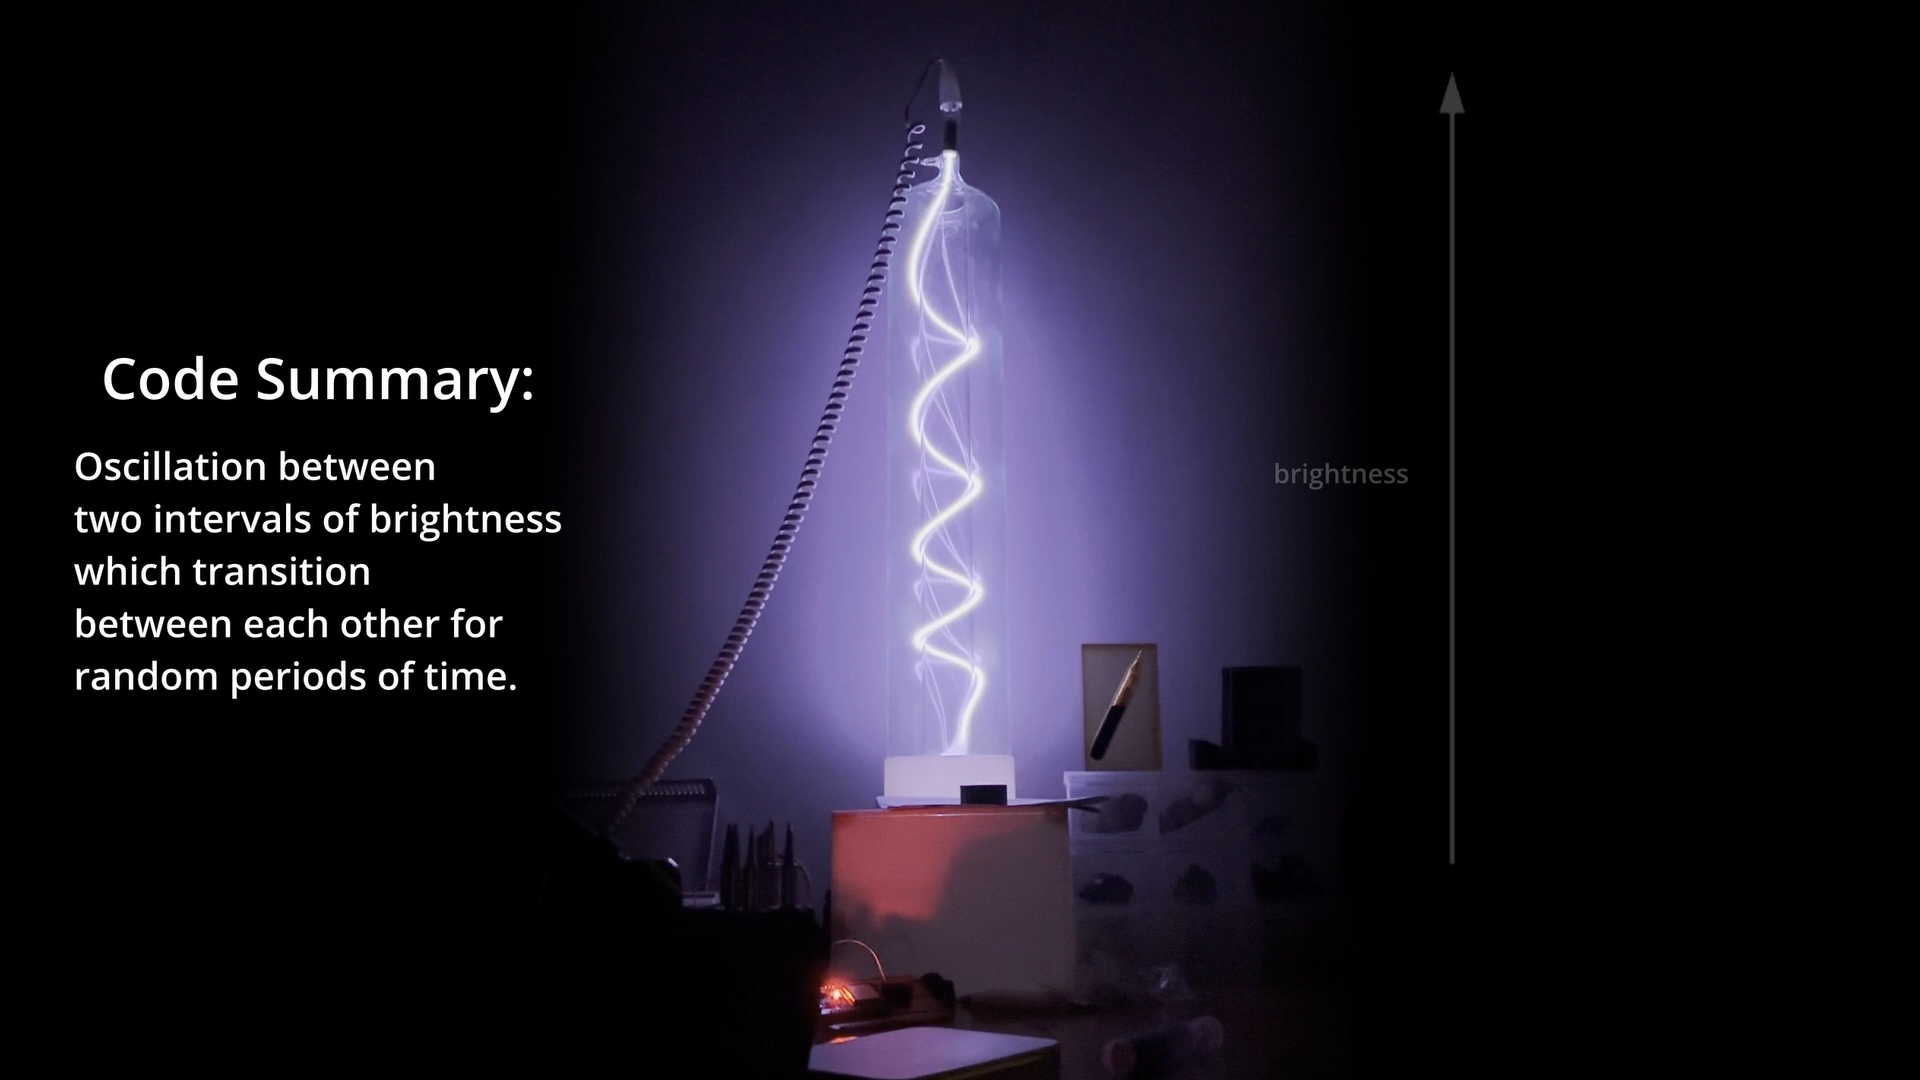 Code Summary:
Oscillation between
two intervals of brightness
which transition
between each other for
random periods of time.
brightness